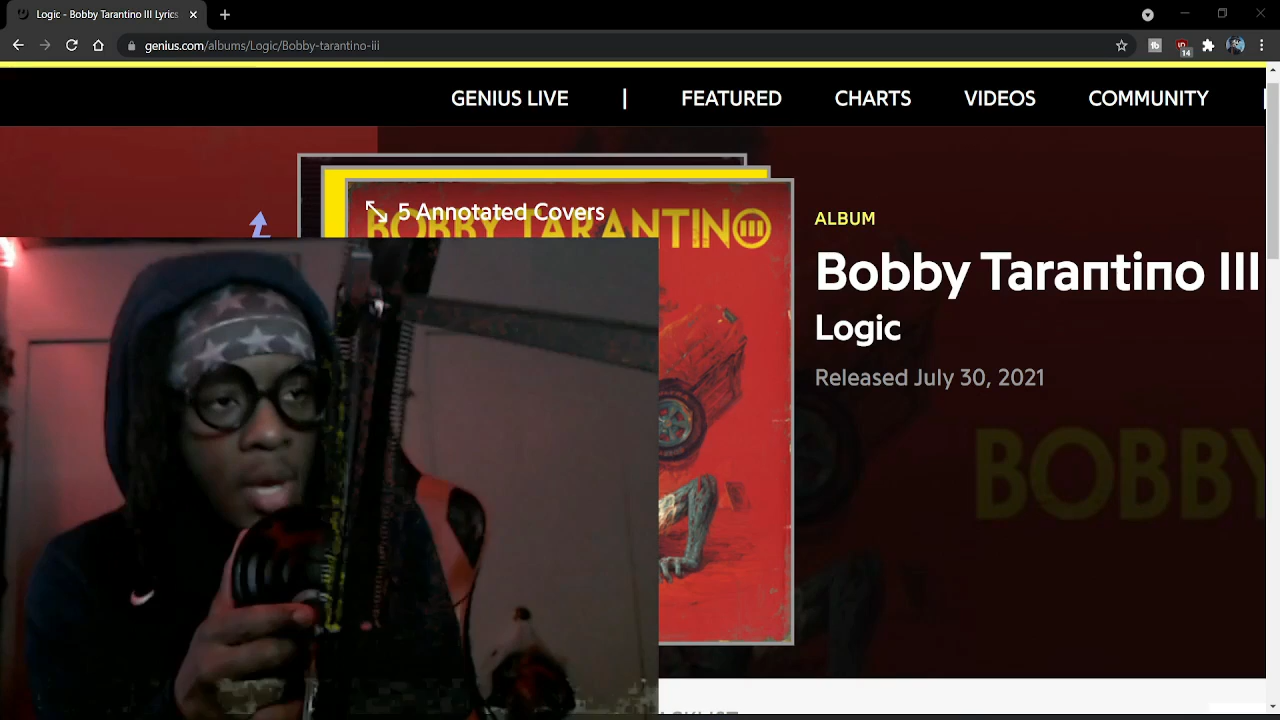 Logic - Bobby Tarantino III Lyrics
genius.com/albums/Logic/Bobby-tarantino-iii
14
GENIUS LIVE | FEATURED CHARTS VIDEOS COMMUNITY
5 Annotated Covers
BOBBY TARANTINO III
ALBUM
Bobby Tarantino III
Logic
Released July 30, 2021
BOBBY